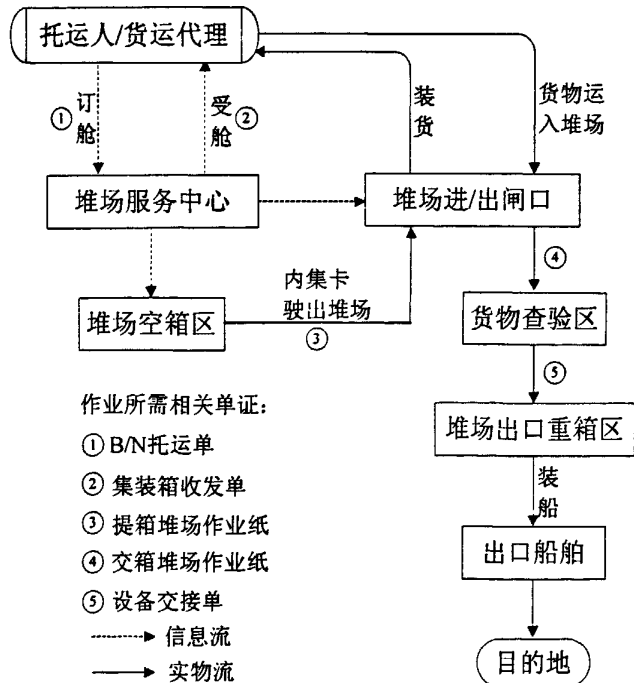 托运人/货运代理
① 订舱
受舱 ②
装货
货物运
入堆场
堆场服务中心
堆场进/出闸口
④
内集卡
驶出堆场
③
堆场空箱区
货物查验区
⑤
作业所需相关单证：
① B/N托运单
② 集装箱收发单
③ 提箱堆场作业纸
④ 交箱堆场作业纸
⑤ 设备交接单
信息流
实物流
堆场出口重箱区
装船
出口船舶
目的地